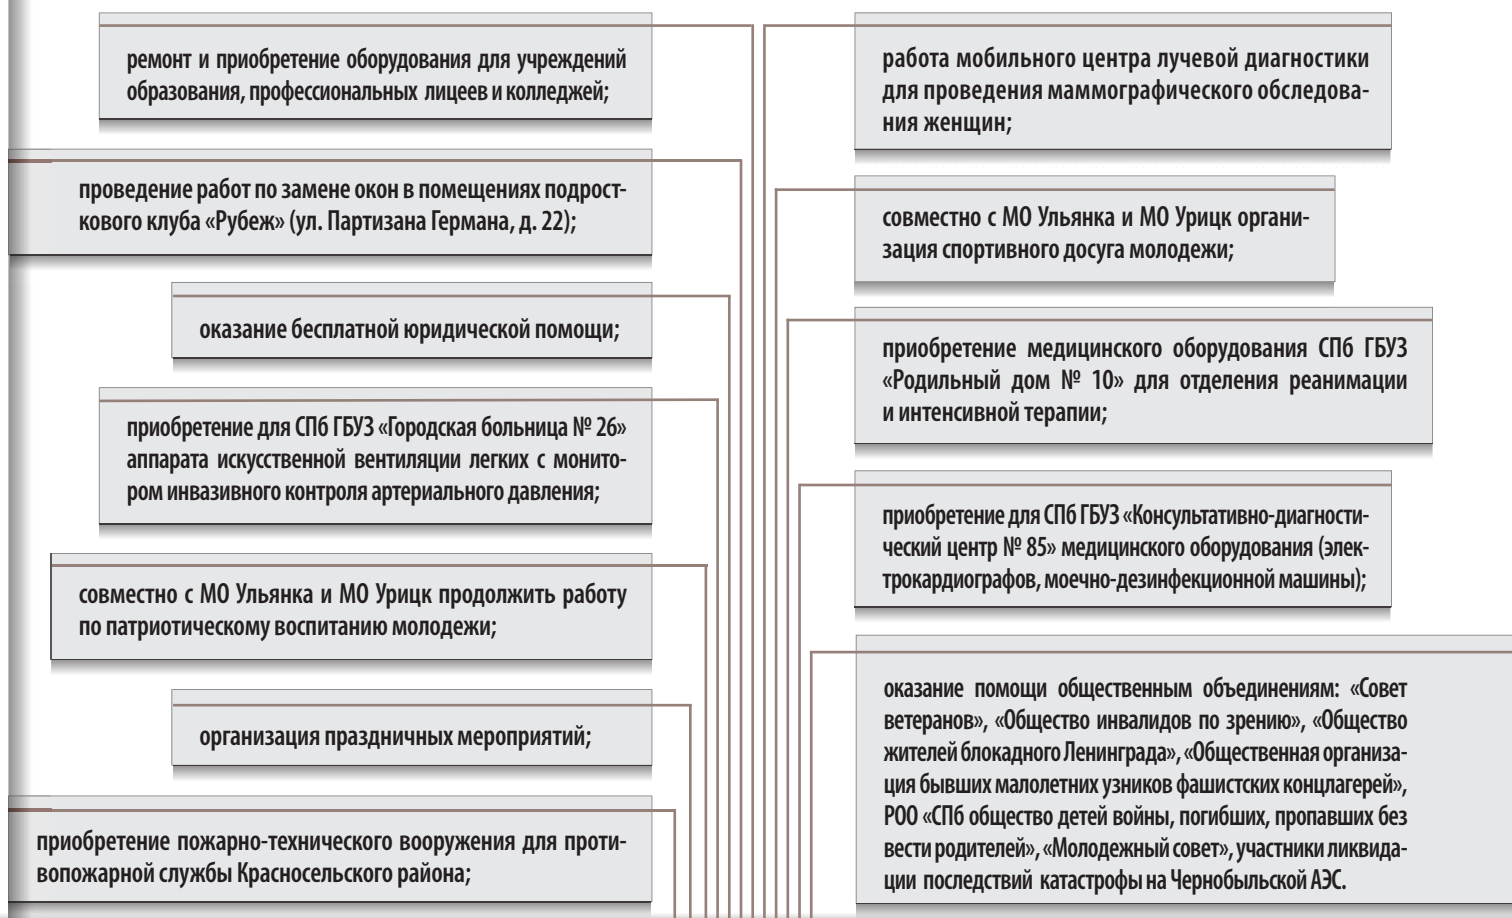 ремонт и приобретение оборудования для учреждений
образования, профессиональных лицеев и колледжей;
проведение работ по замене окон в помещениях подрост-
кового клуба «Рубеж» (ул. Партизана Германа, д. 22);
оказание бесплатной юридической помощи;
приобретение для СПб ГБУЗ «Городская больница № 26»
аппарата искусственной вентиляции легких с монито-
ром инвазивного контроля артериального давления;
совместно с МО Ульянка и МО Урицк продолжить работу
по патриотическому воспитанию молодежи;
организация праздничных мероприятий;
приобретение пожарно-технического вооружения для проти-
вопожарной службы Красносельского района;
работа мобильного центра лучевой диагностики
для проведения маммографического обследова-
ния женщин;
совместно с МО Ульянка и МО Урицк органи-
зация спортивного досуга молодежи;
приобретение медицинского оборудования СПб ГБУЗ
«Родильный дом № 10» для отделения реанимации
и интенсивной терапии;
приобретение для СПб ГБУЗ «Консультативно-диагности-
ческий центр № 85» медицинского оборудования (элек-
трокардиографов, моечно-дезинфекционной машины);
оказание помощи общественным объединениям: «Совет
ветеранов», «Общество инвалидов по зрению», «Общество
жителей блокадного Ленинграда», «Общественная организа-
ция бывших малолетних узников фашистских концлагерей»,
РОО «СПб общество детей войны, погибших, пропавших без
вести родителей», «Молодежный совет», участники ликвида-
ции последствий катастрофы на Чернобыльской АЭС.